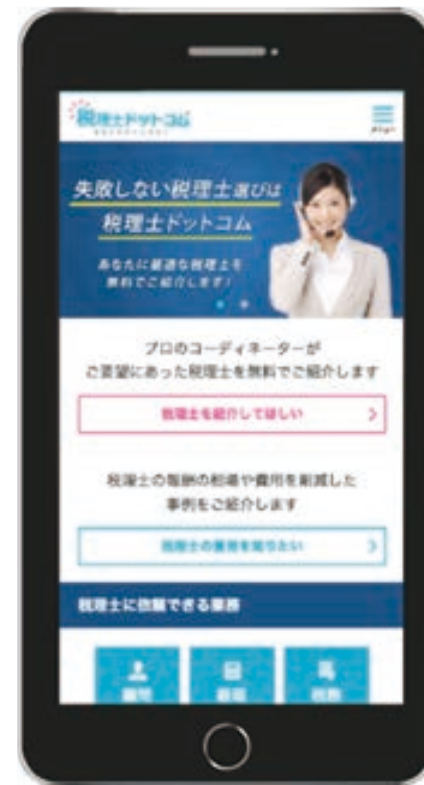 税理士ドットコム
メニュー
失敗しない税理士選びは
税理士ドットコム
あなたに最適な税理士を
無料でご紹介します!
プロのコーディネーターが
ご要望にあった税理士を無料でご紹介します
税理士を紹介してほしい
税理士の報酬の相場や費用を削減した
事例をご紹介します
税理士の費用を知りたい
税理士に依頼できる業務
顧問